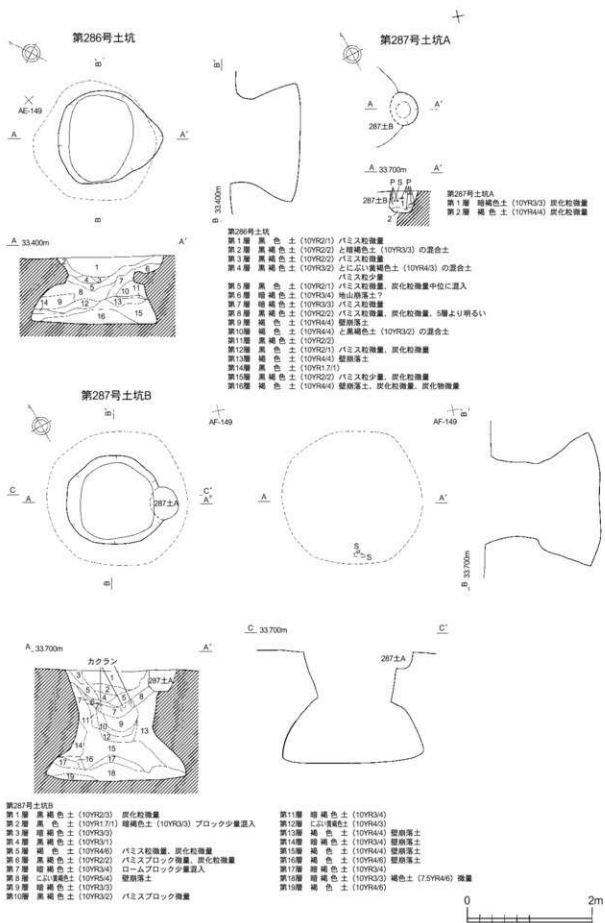 第286号土坑
第287号土坑A
B
B'
B'
AE-149
A
A'
B
B 33.400m
A
A'
287土B
A 33.700m
A'
P S P
287土B
1
2
第287号土坑A
第1層 暗褐色土 (10YR3/3) 炭化粒微量
第2層 褐色土 (10YR4/4) 炭化粒微量
A 33.400m
A'
1
2
3
4
5
6
7
8
9
10
11
12
13
14
15
16
第286号土坑
第1層 黒色土 (10YR2/1) パミス粒微量
第2層 黒褐色土 (10YR2/2) と暗褐色土 (10YR3/3) の混合土
第3層 黒褐色土 (10YR2/2) パミス粒微量
第4層 黒褐色土 (10YR3/2) とにぶい黄褐色土 (10YR4/3) の混合土
パミス粒少量
第5層 黒色土 (10YR2/1) パミス粒微量、炭化粒微量中位に混入
第6層 暗褐色土 (10YR3/4) 地山崩落土？
第7層 暗褐色土 (10YR3/3) パミス粒微量
第8層 黒褐色土 (10YR2/2) パミス粒微量、炭化粒微量、5層より明るい
第9層 褐色土 (10YR4/4) 壁崩落土
第10層 褐色土 (10YR4/4) と黒褐色土 (10YR3/2) の混合土
第11層 黒褐色土 (10YR2/2)
第12層 黒色土 (10YR2/1) パミス粒微量、炭化粒微量
第13層 褐色土 (10YR4/4) 壁崩落土
第14層 黒色土 (10YR1.7/1)
第15層 黒褐色土 (10YR2/2) パミス粒少量、炭化粒微量
第16層 褐色土 (10YR4/4) 壁崩落土、炭化粒微量、炭化物微量
第287号土坑B
B'
AF-149
AF-149
B'
C
A
287土A
C'
A'
A
A'
S
S
B
B 33.700m
A 33.700m
カクラン
A'
287土A
C 33.700m
C'
287土A
第287号土坑B
第1層 黒褐色土 (10YR2/3) 炭化粒微量
第2層 黒色土 (10YR1.7/1) 暗褐色土 (10YR3/3) ブロック少量混入
第3層 暗褐色土 (10YR3/3)
第4層 黒褐色土 (10YR3/1)
第5層 褐色土 (10YR4/6) パミス粒微量、炭化粒微量
第6層 黒褐色土 (10YR2/2) パミスブロック微量、炭化粒微量
第7層 暗褐色土 (10YR3/4) ロームブロック少量混入
第8層 にぶい黄褐色土 (10YR5/4) 壁崩落土
第9層 暗褐色土 (10YR3/3)
第10層 黒褐色土 (10YR3/2) パミスブロック微量
第11層 暗褐色土 (10YR3/4)
第12層 にぶい黄褐色土 (10YR4/3)
第13層 褐色土 (10YR4/4) 壁崩落土
第14層 暗褐色土 (10YR3/4) 壁崩落土
第15層 褐色土 (10YR4/4) 壁崩落土
第16層 褐色土 (10YR4/6) 壁崩落土
第17層 暗褐色土 (10YR3/4)
第18層 暗褐色土 (10YR3/3) 褐色土 (7.5YR4/6) 微量
第19層 褐色土 (10YR4/6)
0 2m